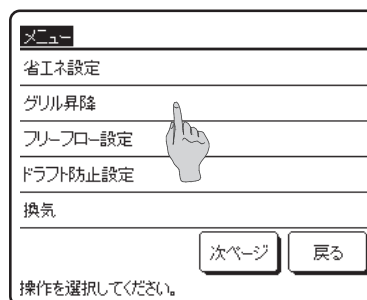 メニュー
省エネ設定
グリル昇降
フリーフロー設定
ドラフト防止設定
換気
次ページ 戻る
操作を選択してください。